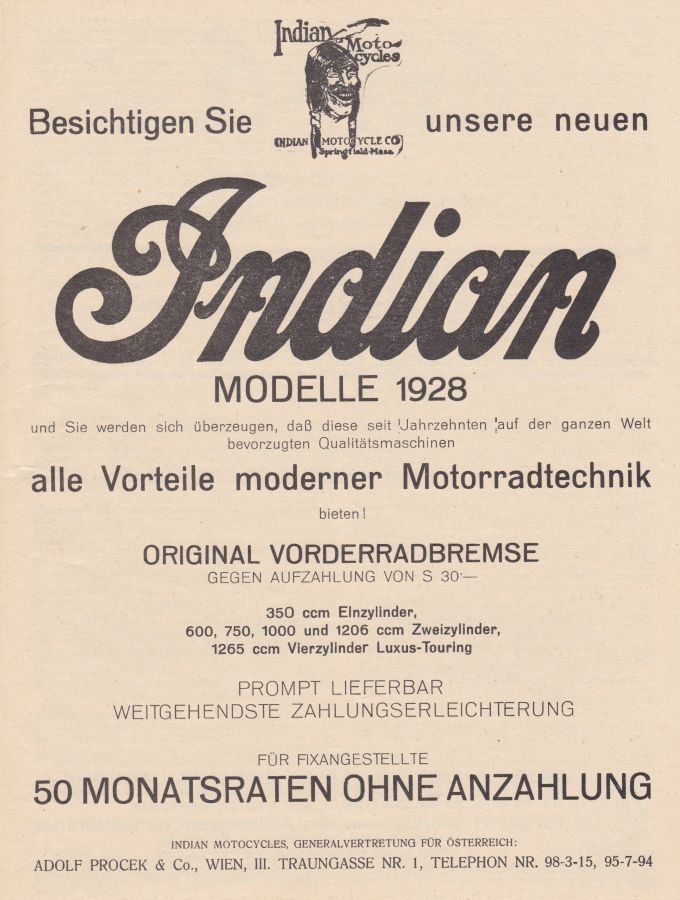 Indian Moto-
cycles
INDIAN MOTOCYCLE CO
Springfield-Mass.
Besichtigen Sie unsere neuen
Indian
MODELLE 1928
und Sie werden sich überzeugen, daß diese seit Jahrzehnten auf der ganzen Welt
bevorzugten Qualitätsmaschinen
alle Vorteile moderner Motorradtechnik
bieten!
ORIGINAL VORDERRADBREMSE
GEGEN AUFZAHLUNG VON S 30·—
350 ccm Einzylinder,
600, 750, 1000 und 1206 ccm Zweizylinder,
1265 ccm Vierzylinder Luxus-Touring
PROMPT LIEFERBAR
WEITGEHENDSTE ZAHLUNGSERLEICHTERUNG
FÜR FIXANGESTELLTE
50 MONATSRATEN OHNE ANZAHLUNG
INDIAN MOTOCYCLES, GENERALVERTRETUNG FÜR ÖSTERREICH:
ADOLF PROCEK & Co., WIEN, III. TRAUNGASSE NR. 1, TELEPHON NR. 98-3-15, 95-7-94